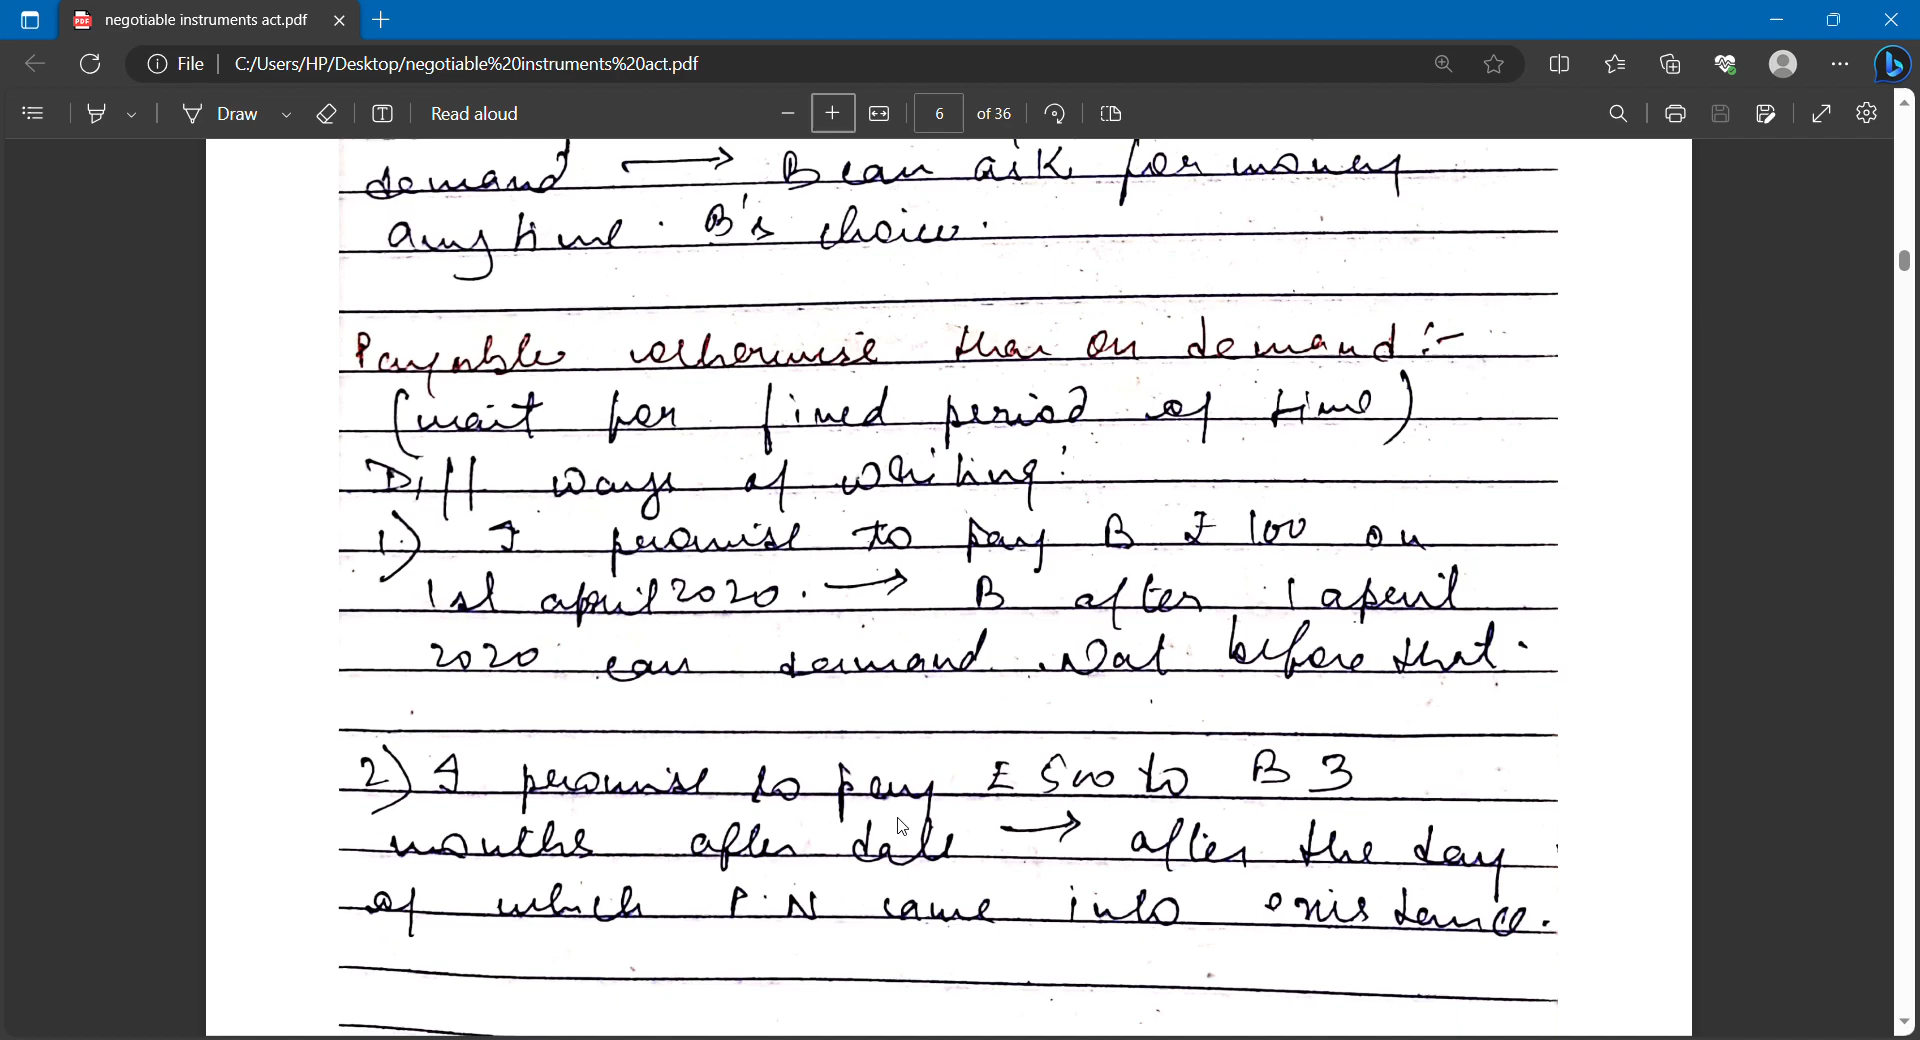 negotiable instruments act.pdf
File | C:/Users/HP/Desktop/negotiable%20instruments%20act.pdf
Draw Read aloud 6 of 36
demand → B can ask for money
any time. B's choice.
Payable otherwise than on demand :-
(wait for fixed period of time)
Diff ways of writing:
1.) I promise to pay B ₹ 100 on
1st april 2020. → B after 1 april
2020 can demand. Not before that.
2) I promise to pay ₹ 500 to B 3
months after date → after the day
of which P.N came into existence.